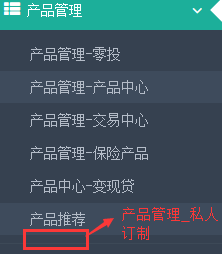 产品管理
产品管理-零投
产品管理-产品中心
产品管理-交易中心
产品管理-保险产品
产品中心-变现贷
产品推荐
产品管理_私人
订制